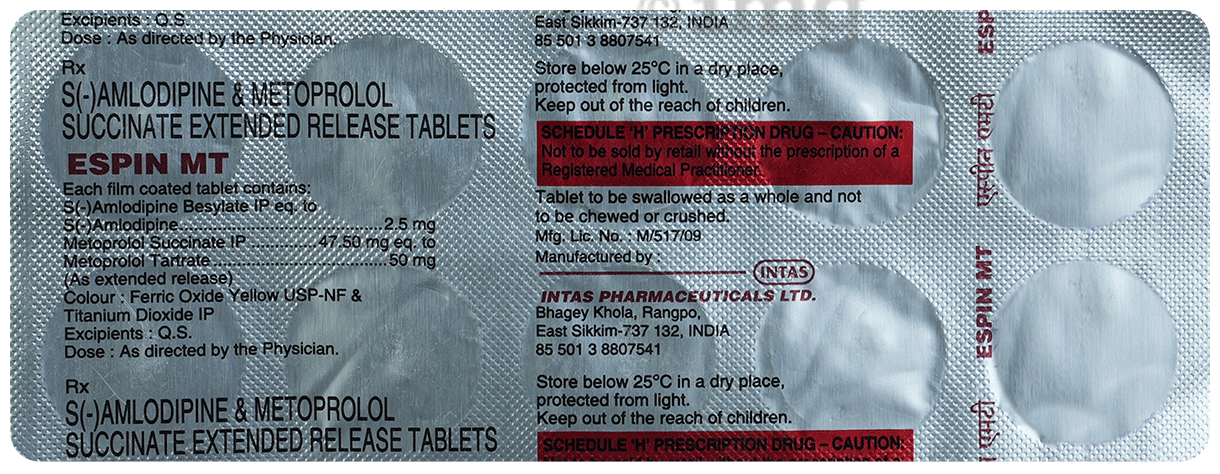 Excipients : Q.S.
Dose : As directed by the Physician.
Rx
S(-)AMLODIPINE & METOPROLOL
SUCCINATE EXTENDED RELEASE TABLETS
ESPIN MT
Each film coated tablet contains:
S(-)Amlodipine Besylate IP eq. to
S(-)Amlodipine..................................2.5 mg
Metoprolol Succinate IP ...........47.50 mg eq. to
Metoprolol Tartrate.............................50 mg
(As extended release)
Colour : Ferric Oxide Yellow USP-NF &
Titanium Dioxide IP
Excipients : Q.S.
Dose : As directed by the Physician.
Rx
S(-)AMLODIPINE & METOPROLOL
SUCCINATE EXTENDED RELEASE TABLETS
East Sikkim-737 132, INDIA
85 501 3 8807541
Store below 25°C in a dry place,
protected from light.
Keep out of the reach of children.
SCHEDULE 'H' PRESCRIPTION DRUG – CAUTION:
Not to be sold by retail without the prescription of a
Registered Medical Practitioner.
Tablet to be swallowed as a whole and not
to be chewed or crushed.
Mfg. Lic. No. : M/517/09
Manufactured by :
INTAS
INTAS PHARMACEUTICALS LTD.
Bhagey Khola, Rangpo,
East Sikkim-737 132, INDIA
85 501 3 8807541
Store below 25°C in a dry place,
protected from light.
Keep out of the reach of children.
SCHEDULE 'H' PRESCRIPTION DRUG – CAUTION:
ESP
ESPIN MT